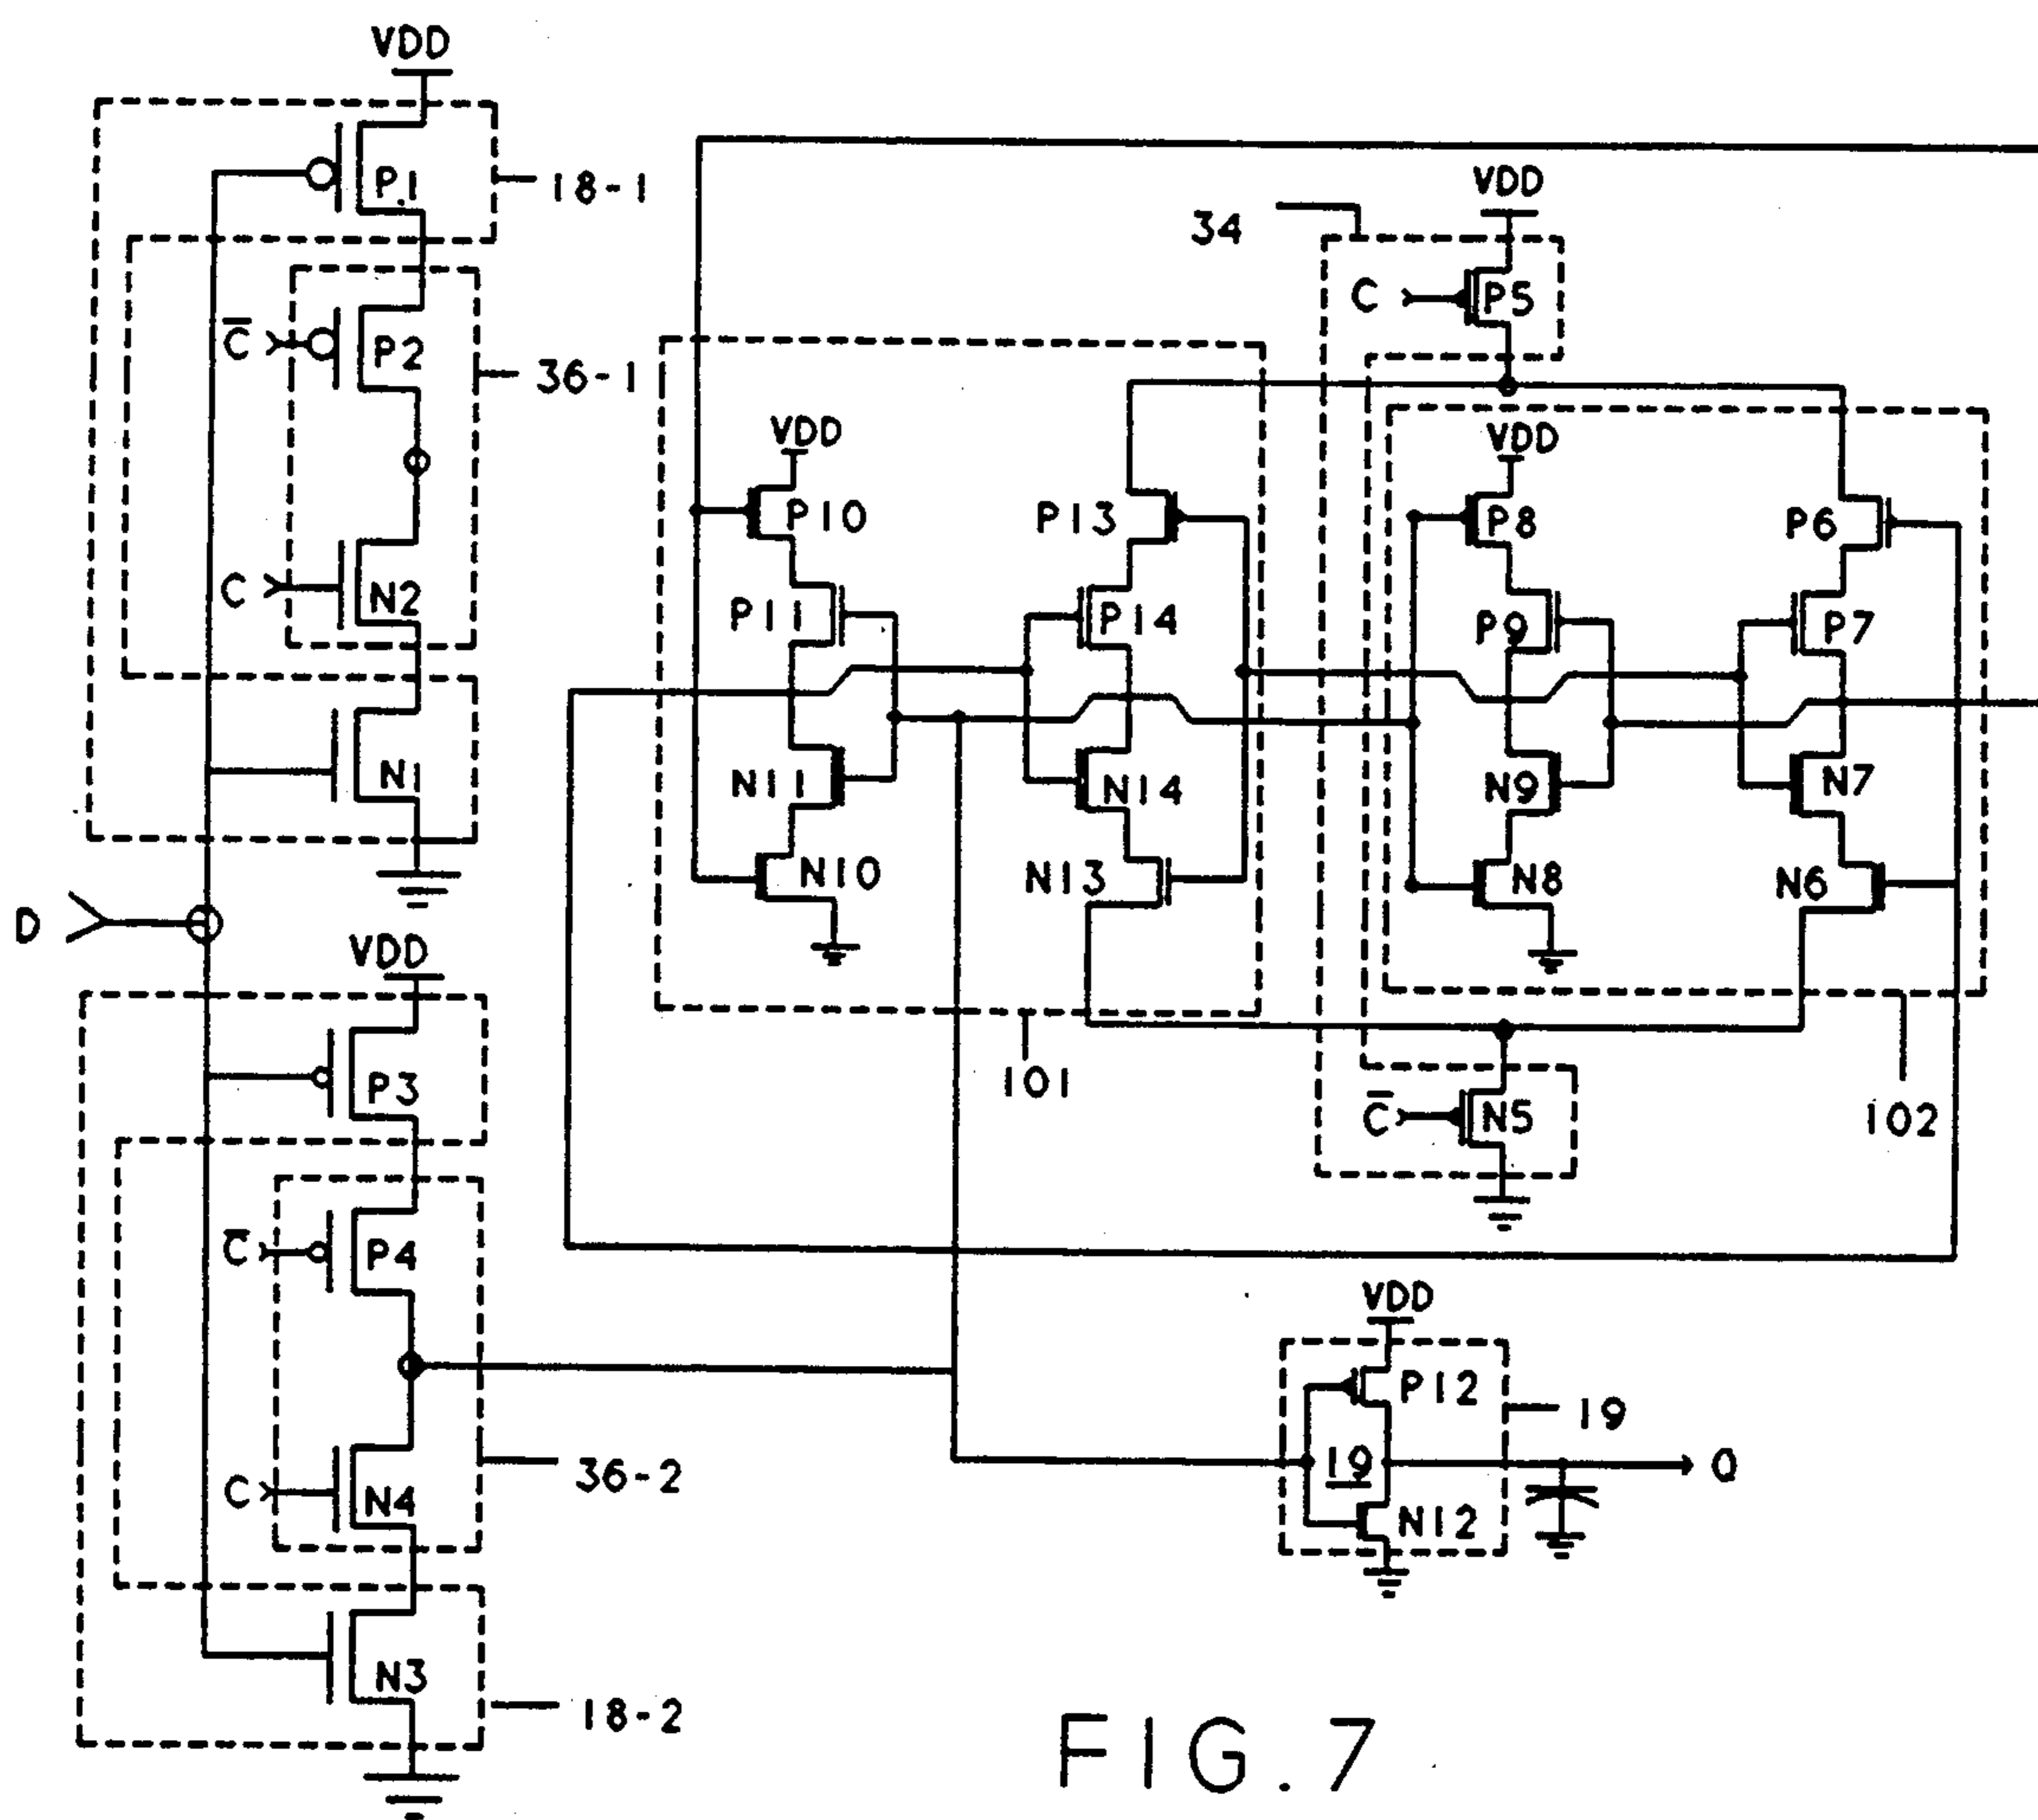 VDD
P1
18-1
C̅
P2
36-1
C
N2
N1
D
VDD
P3
C̅
P4
C
N4
36-2
N3
18-2
34
VDD
C
P5
VDD
P10
P13
P11
P14
N11
N14
N10
N13
101
VDD
P8
P6
P9
P7
N9
N7
N8
N6
102
C̅
N5
VDD
P12
19
19
Q
N12
FIG.7